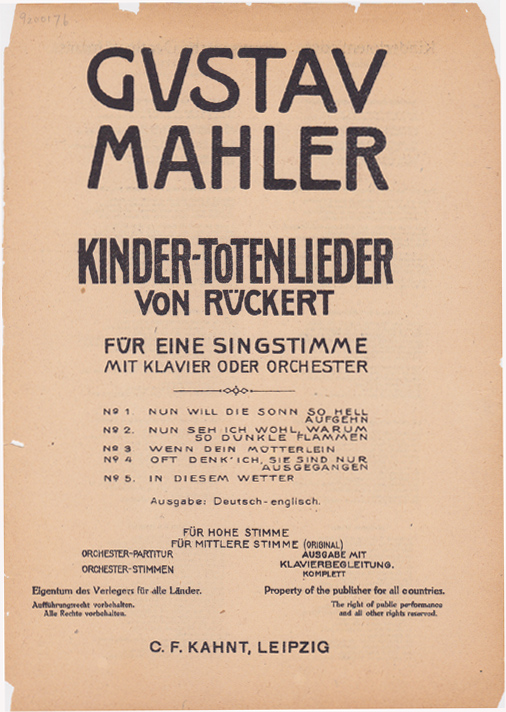 9200176
GVSTAV
MAHLER
KINDER-TOTENLIEDER
VON RÜCKERT
FÜR EINE SINGSTIMME
MIT KLAVIER ODER ORCHESTER
Nº 1. NUN WILL DIE SONN SO HELL
AUFGEHN
Nº 2. NUN SEH ICH WOHL, WARUM
SO DUNKLE FLAMMEN
Nº 3 WENN DEIN MÜTTERLEIN
Nº 4 OFT DENK'ICH, SIE SIND NUR
AUSGEGANGEN
Nº 5. IN DIESEM WETTER
Ausgabe: Deutsch-englisch.
FÜR HOHE STIMME
FÜR MITTLERE STIMME (ORIGINAL)
ORCHESTER-PARTITUR
ORCHESTER-STIMMEN
AUSGABE MIT
KLAVIERBEGLEITUNG.
KOMPLETT
Eigentum des Verlegers für alle Länder.
Aufführungsrecht vorbehalten.
Alle Rechte vorbehalten.
Property of the publisher for all countries.
The right of public performance
and all other rights reserved.
C. F. KAHNT, LEIPZIG